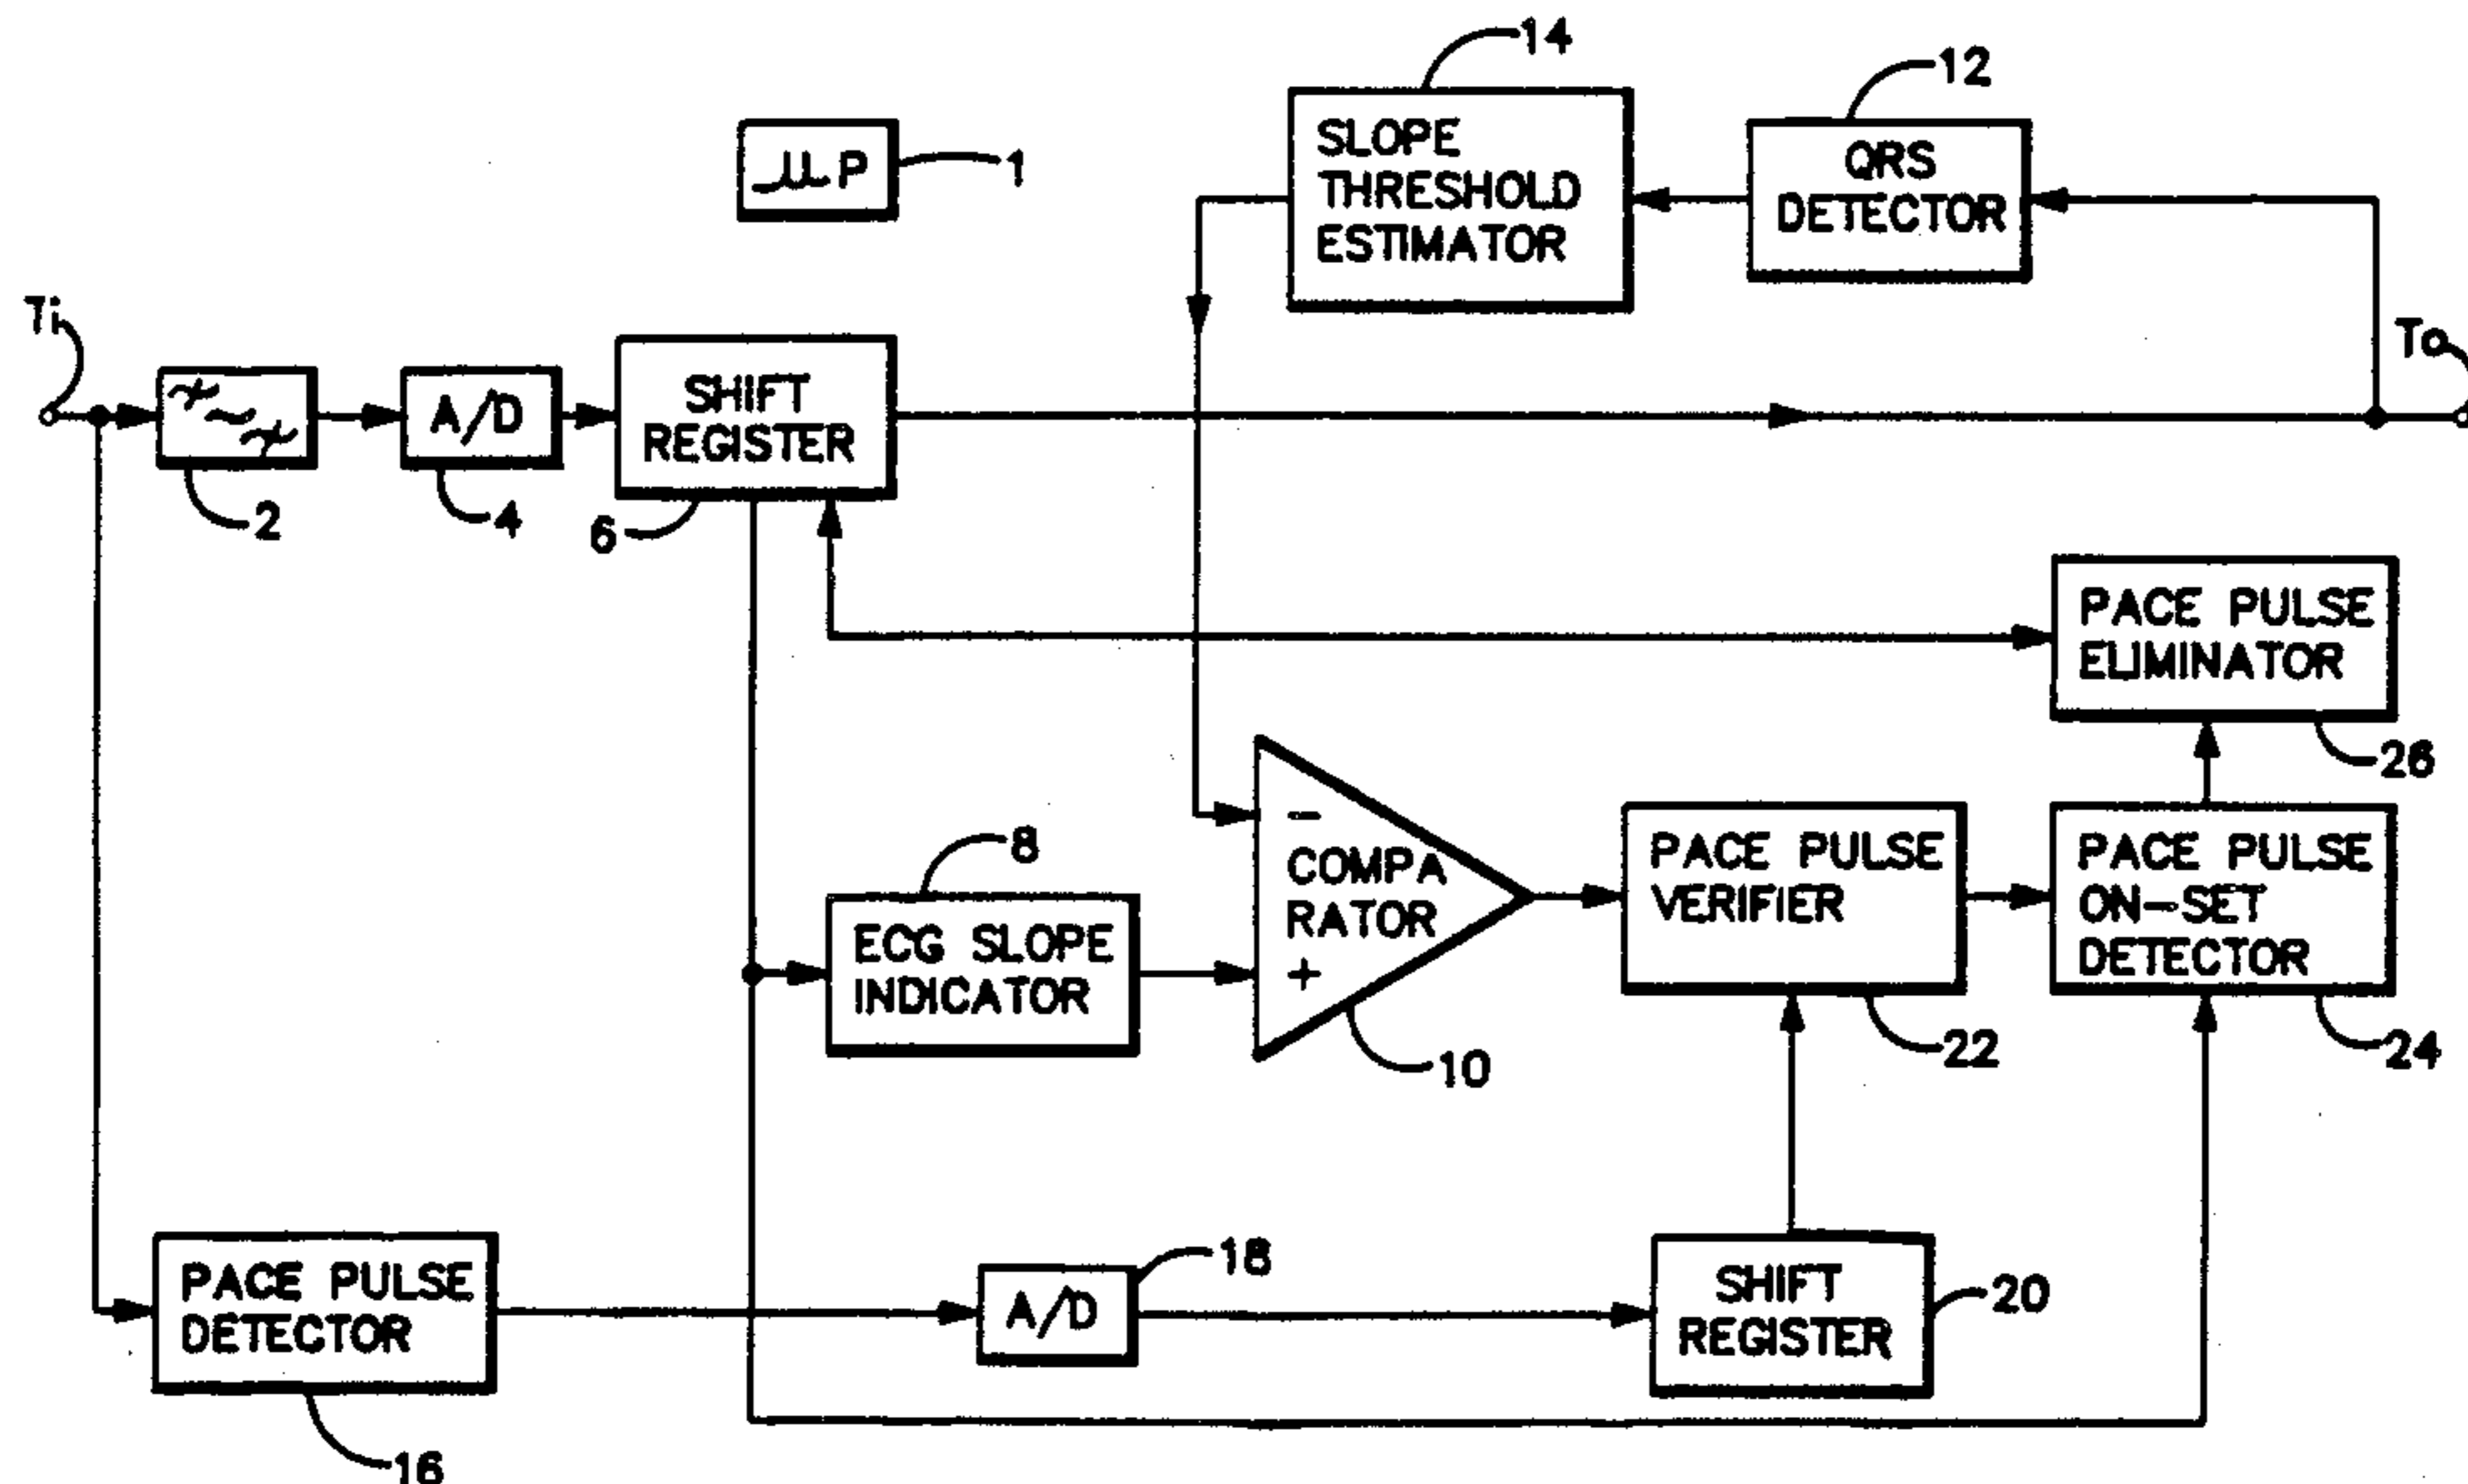 14
12
SLOPE
THRESHOLD
ESTIMATOR
QRS
DETECTOR
μP
1
Ti
To
A/D
SHIFT
REGISTER
2
4
6
PACE PULSE
ELIMINATOR
26
-
COMPA
RATOR
+
8
ECG SLOPE
INDICATOR
10
PACE PULSE
VERIFIER
22
PACE PULSE
ON-SET
DETECTOR
24
PACE PULSE
DETECTOR
16
A/D
18
SHIFT
REGISTER
20